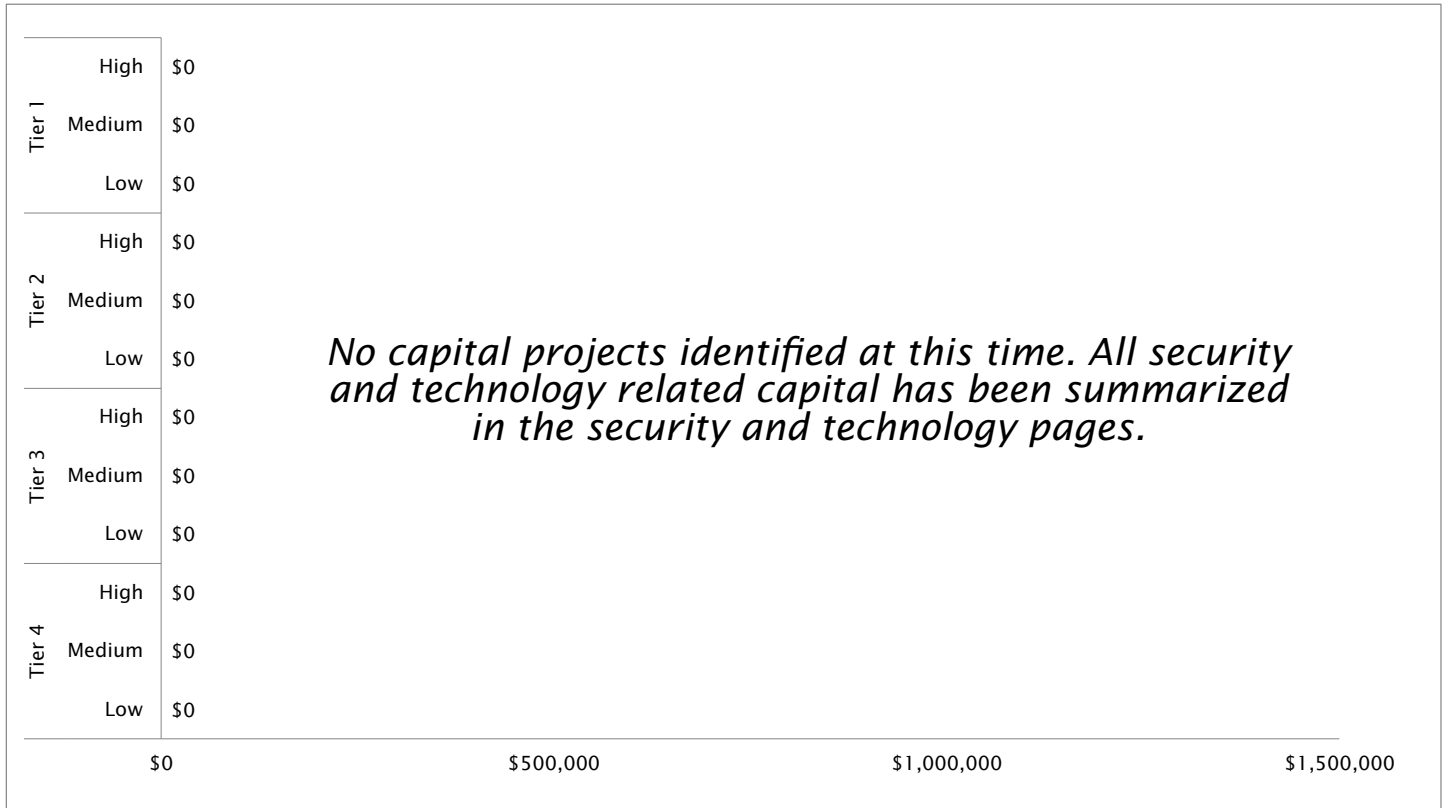 Tier 1
High $0
Medium $0
Low $0
Tier 2
High $0
Medium $0
Low $0
Tier 3
High $0
Medium $0
Low $0
Tier 4
High $0
Medium $0
Low $0
No capital projects identified at this time. All security
and technology related capital has been summarized
in the security and technology pages.
$0 $500,000 $1,000,000 $1,500,000